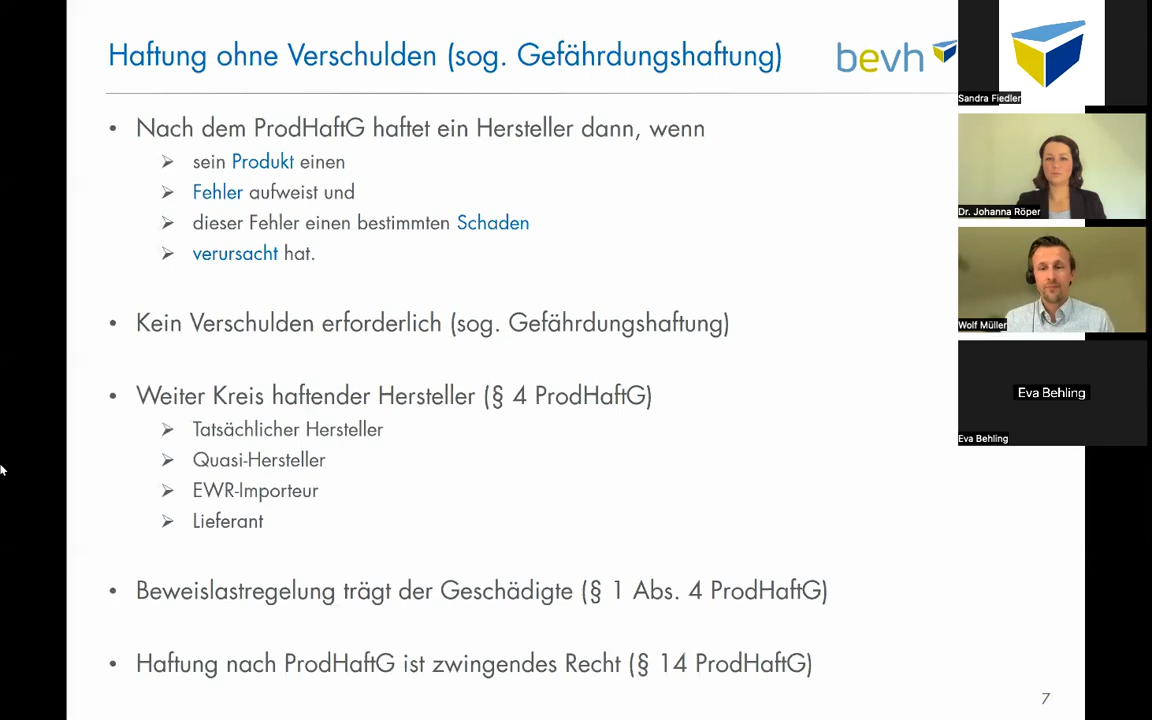 Haftung ohne Verschulden (sog. Gefährdungshaftung)
bevh
• Nach dem ProdHaftG haftet ein Hersteller dann, wenn
➢ sein Produkt einen
➢ Fehler aufweist und
➢ dieser Fehler einen bestimmten Schaden
➢ verursacht hat.
• Kein Verschulden erforderlich (sog. Gefährdungshaftung)
• Weiter Kreis haftender Hersteller (§ 4 ProdHaftG)
➢ Tatsächlicher Hersteller
➢ Quasi-Hersteller
➢ EWR-Importeur
➢ Lieferant
• Beweislastregelung trägt der Geschädigte (§ 1 Abs. 4 ProdHaftG)
• Haftung nach ProdHaftG ist zwingendes Recht (§ 14 ProdHaftG)
7
Sandra Fiedler
Dr. Johanna Röper
Wolf Müller
Eva Behling
Eva Behling